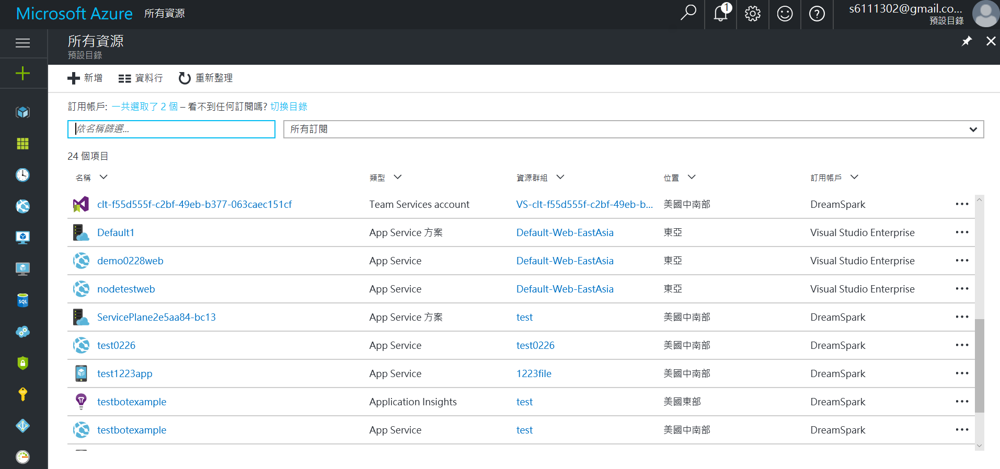 Microsoft Azure 所有資源
1
s6111302@gmail.co...
預設目錄
所有資源
預設目錄
新增 資料行 重新整理
訂用帳戶: 一共選取了 2 個 – 看不到任何訂閱嗎? 切換目錄
依名稱篩選... 所有訂閱
24 個項目
名稱 類型 資源群組 位置 訂用帳戶
clt-f55d555f-c2bf-49eb-b377-063caec151cf Team Services account VS-clt-f55d555f-c2bf-49eb-b... 美國中南部 DreamSpark
Default1 App Service 方案 Default-Web-EastAsia 東亞 Visual Studio Enterprise
demo0228web App Service Default-Web-EastAsia 東亞 Visual Studio Enterprise
nodetestweb App Service Default-Web-EastAsia 東亞 Visual Studio Enterprise
SQL
ServicePlane2e5aa84-bc13 App Service 方案 test 美國中南部 DreamSpark
test0226 App Service test0226 美國中南部 DreamSpark
test1223app App Service 1223file 美國中南部 DreamSpark
testbotexample Application Insights test 美國東部 DreamSpark
testbotexample App Service test 美國中南部 DreamSpark